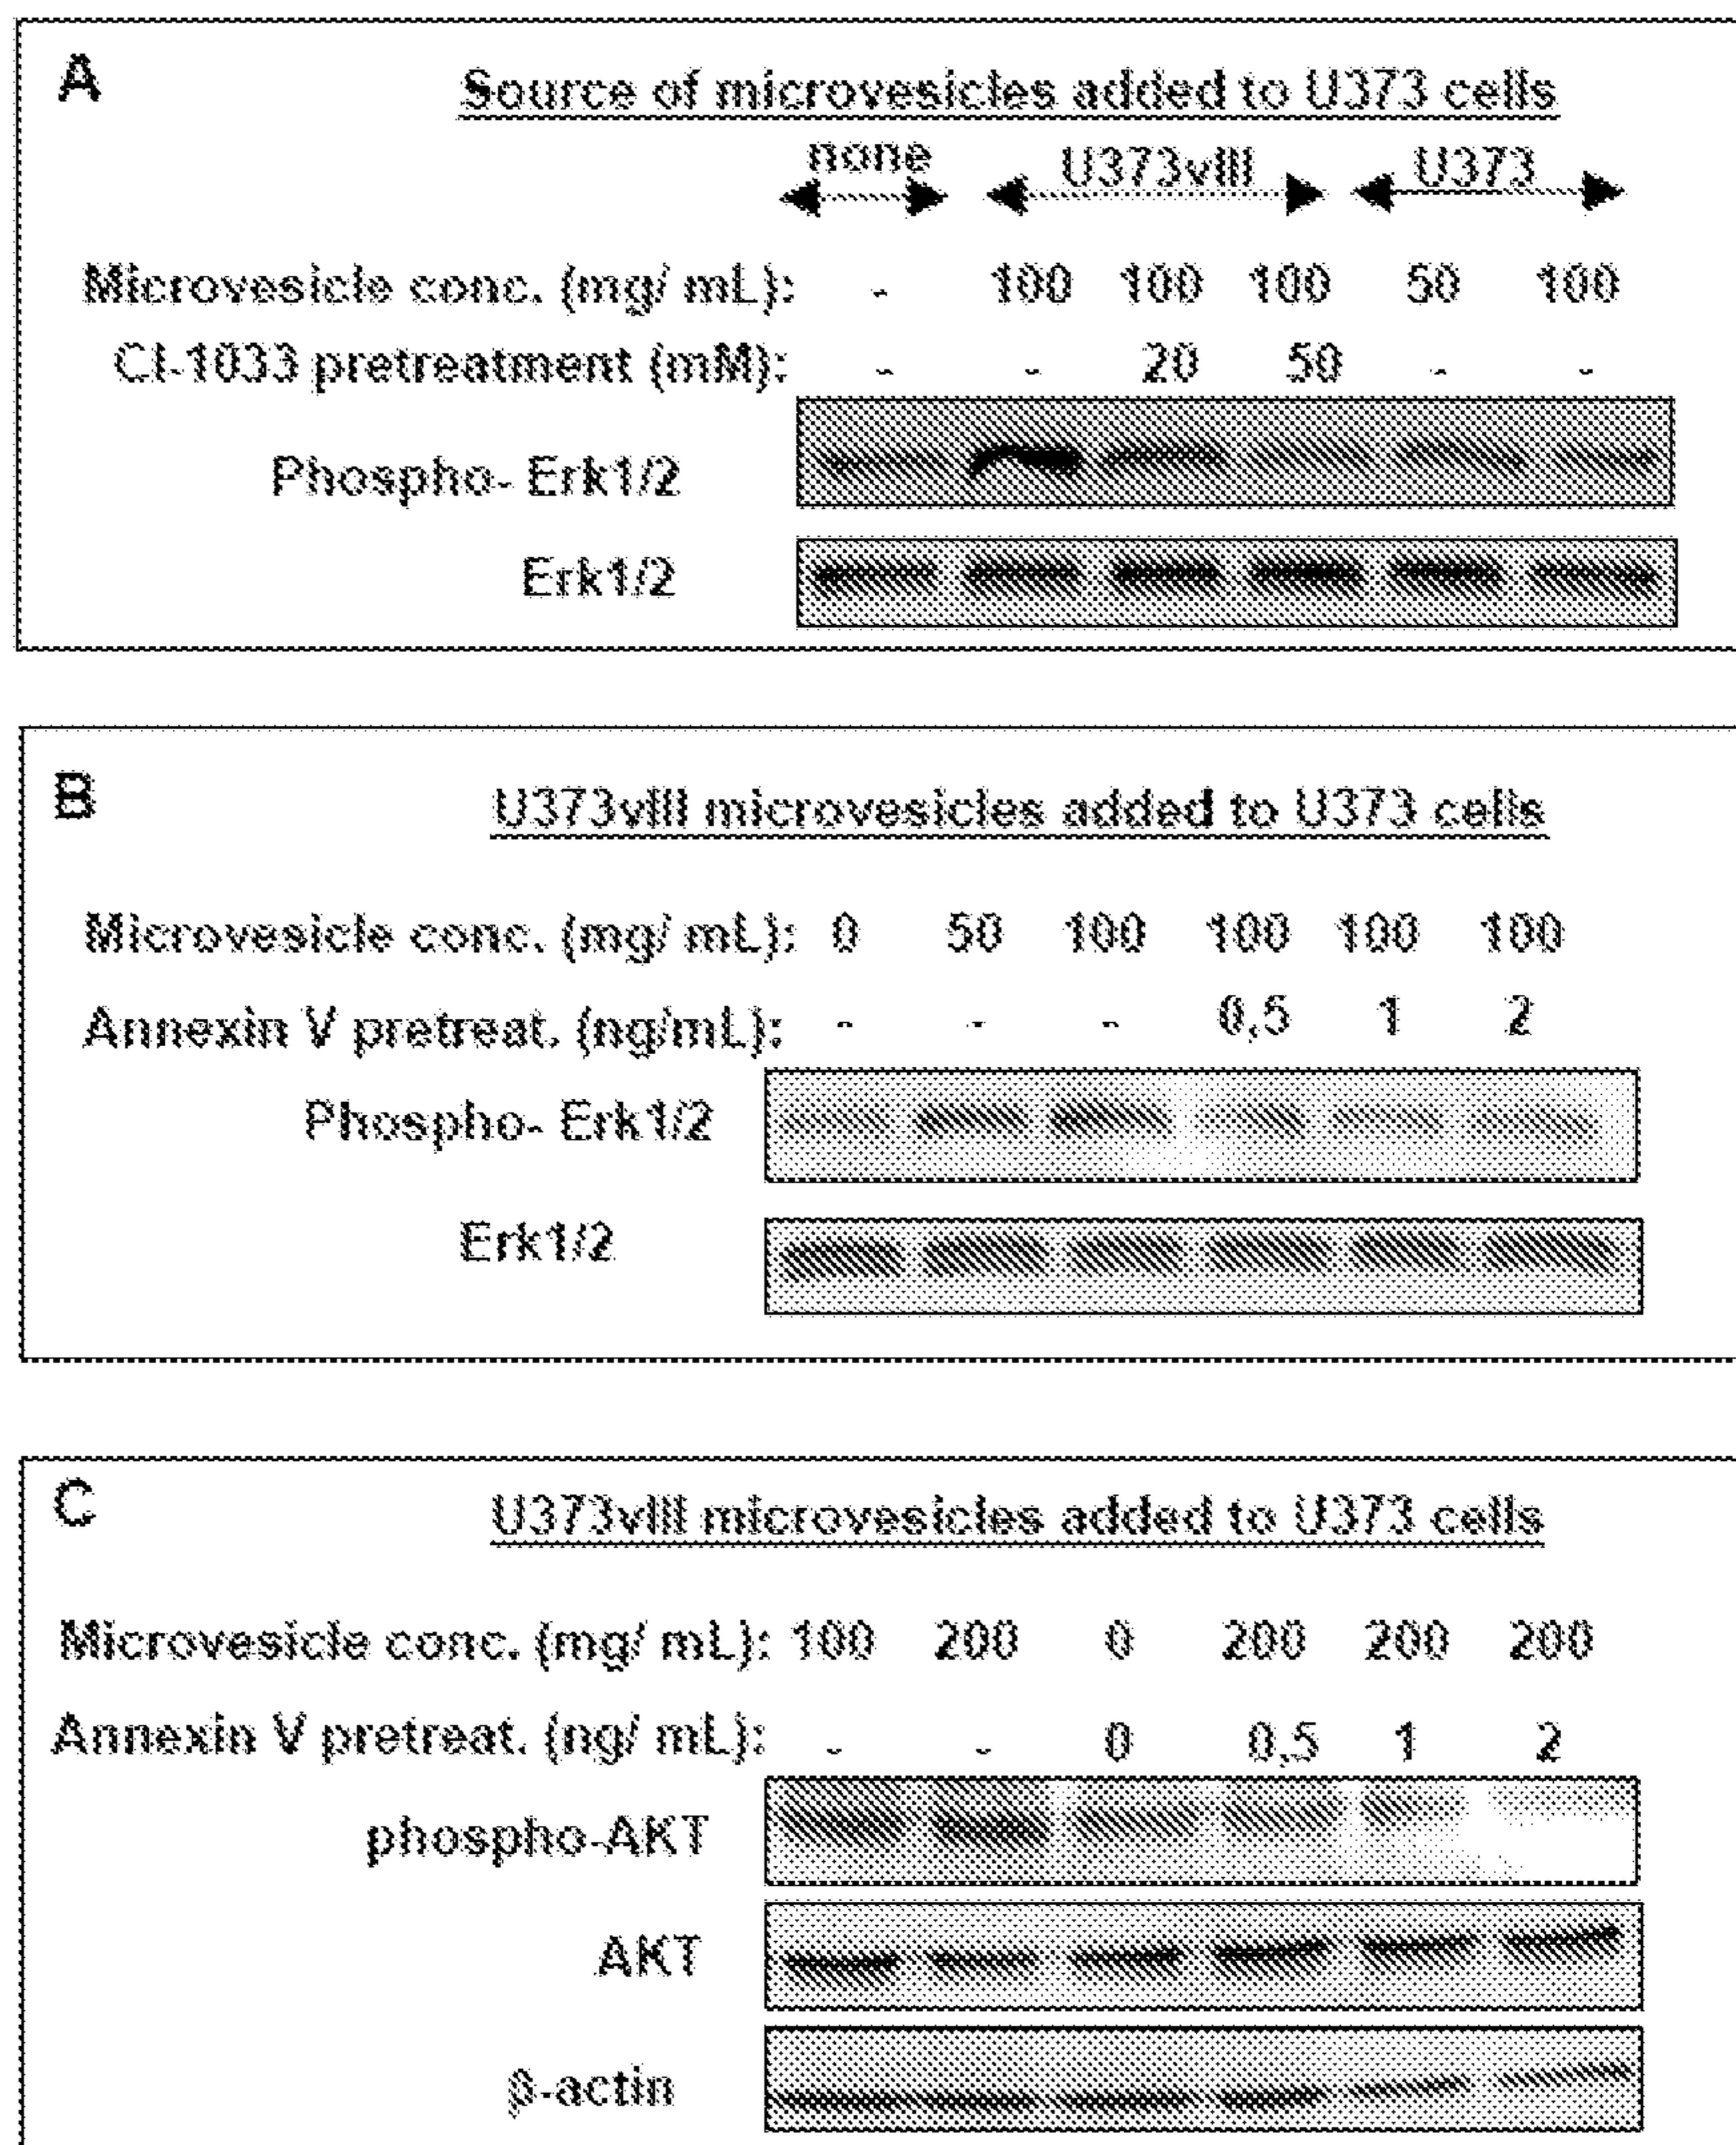 A
Source of microvesicles added to U373 cells
none U373vIII U373
Microvesicle conc. (mg/ mL): - 100 100 100 50 100
CI-1033 pretreatment (mM): - - 20 50 - -
Phospho- Erk1/2
Erk1/2
B
U373vIII microvesicles added to U373 cells
Microvesicle conc. (mg/ mL): 0 50 100 100 100 100
Annexin V pretreat. (ng/mL): - - - 0,5 1 2
Phospho- Erk1/2
Erk1/2
C
U373vIII microvesicles added to U373 cells
Microvesicle conc. (mg/ mL): 100 200 0 200 200 200
Annexin V pretreat. (ng/ mL): - - 0 0,5 1 2
phospho-AKT
AKT
β-actin